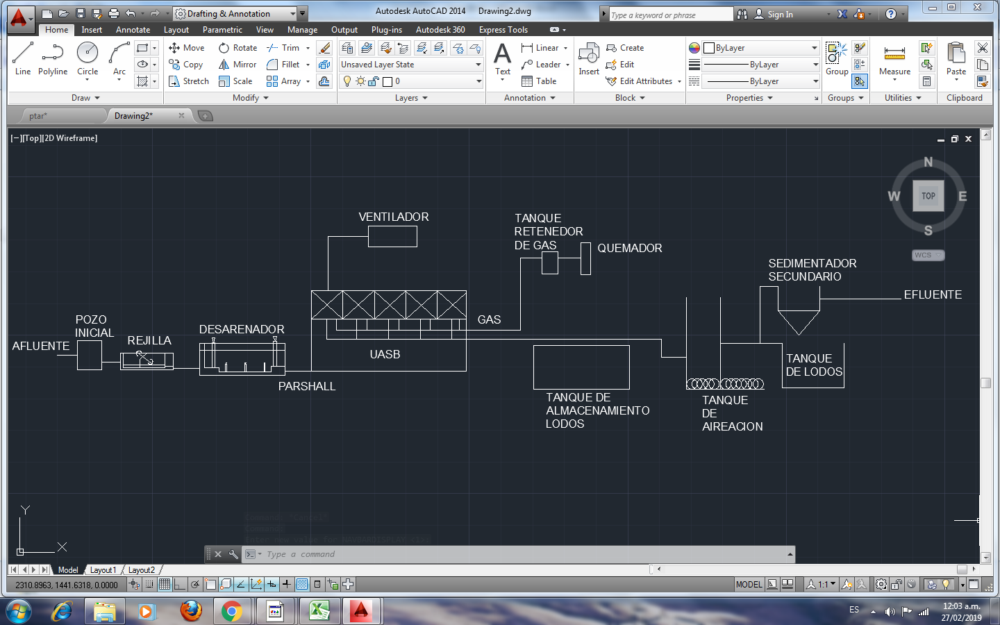 Drafting & Annotation
Autodesk AutoCAD 2014 Drawing2.dwg
Type a keyword or phrase
Sign In
Home Insert Annotate Layout Parametric View Manage Output Plug-ins Autodesk 360 Express Tools
Line Polyline Circle Arc
Move Rotate Trim
Copy Mirror Fillet
Stretch Scale Array
Unsaved Layer State
0
Text
Linear
Leader
Table
Insert
Create
Edit
Edit Attributes
ByLayer
ByLayer
ByLayer
Group
Measure
Paste
Draw Modify Layers Annotation Block Properties Groups Utilities Clipboard
ptar* Drawing2*
[−][Top][2D Wireframe]
N
W TOP E
S
WCS
VENTILADOR
TANQUE
RETENEDOR
DE GAS
QUEMADOR
SEDIMENTADOR
SECUNDARIO
EFLUENTE
POZO
INICIAL
AFLUENTE
REJILLA
DESARENADOR
GAS
UASB
PARSHALL
TANQUE DE
ALMACENAMIENTO
LODOS
TANQUE
DE LODOS
TANQUE
DE
AIREACION
Y
X
Type a command
Model Layout1 Layout2
2310.8963, 1441.6318, 0.0000
MODEL
1:1
ES
12:03 a.m.
27/02/2019